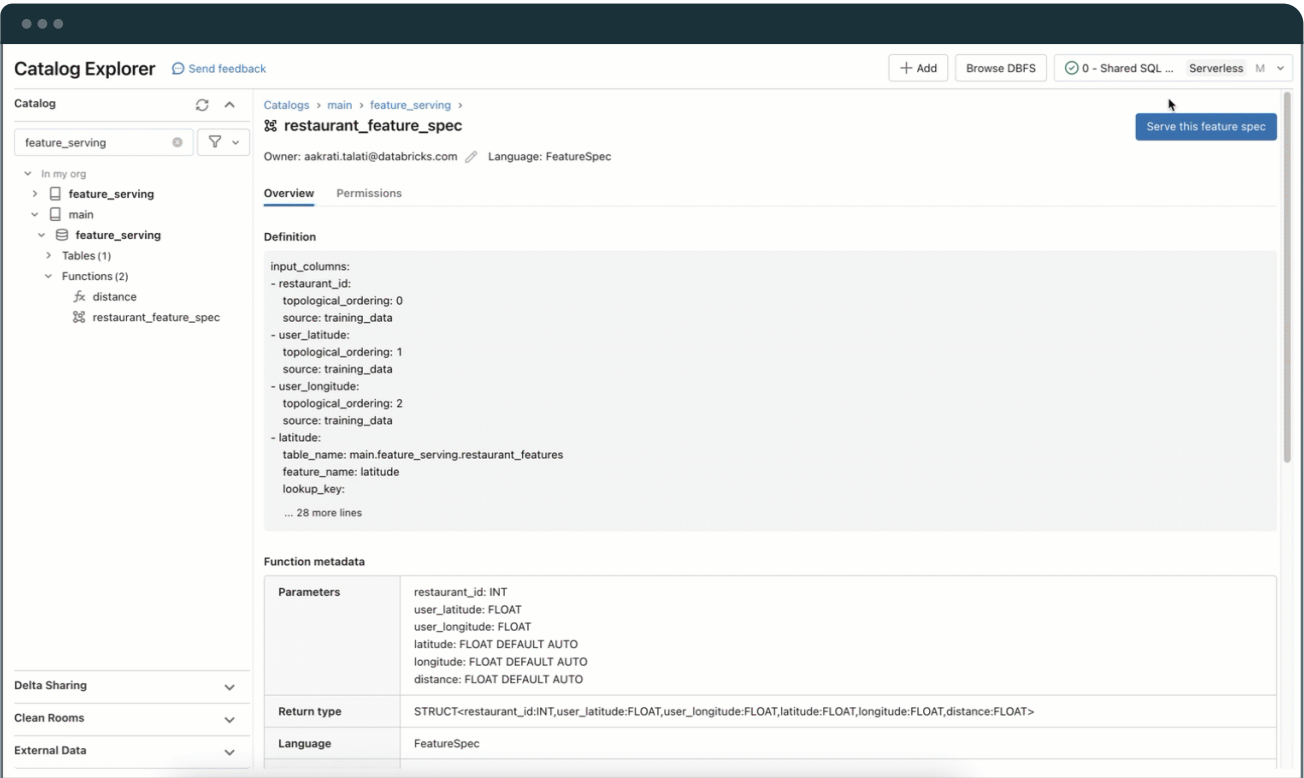 Catalog Explorer Send feedback
+ Add Browse DBFS 0 - Shared SQL ... Serverless M
Catalog
feature_serving
In my org
feature_serving
main
feature_serving
Tables (1)
Functions (2)
distance
restaurant_feature_spec
Delta Sharing
Clean Rooms
External Data
Catalogs > main > feature_serving >
restaurant_feature_spec
Serve this feature spec
Owner: aakrati.talati@databricks.com Language: FeatureSpec
Overview Permissions
Definition
input_columns:
- restaurant_id:
topological_ordering: 0
source: training_data
- user_latitude:
topological_ordering: 1
source: training_data
- user_longitude:
topological_ordering: 2
source: training_data
- latitude:
table_name: main.feature_serving.restaurant_features
feature_name: latitude
lookup_key:
... 28 more lines
Function metadata
Parameters
restaurant_id: INT
user_latitude: FLOAT
user_longitude: FLOAT
latitude: FLOAT DEFAULT AUTO
longitude: FLOAT DEFAULT AUTO
distance: FLOAT DEFAULT AUTO
Return type STRUCT<restaurant_id:INT,user_latitude:FLOAT,user_longitude:FLOAT,latitude:FLOAT,longitude:FLOAT,distance:FLOAT>
Language FeatureSpec